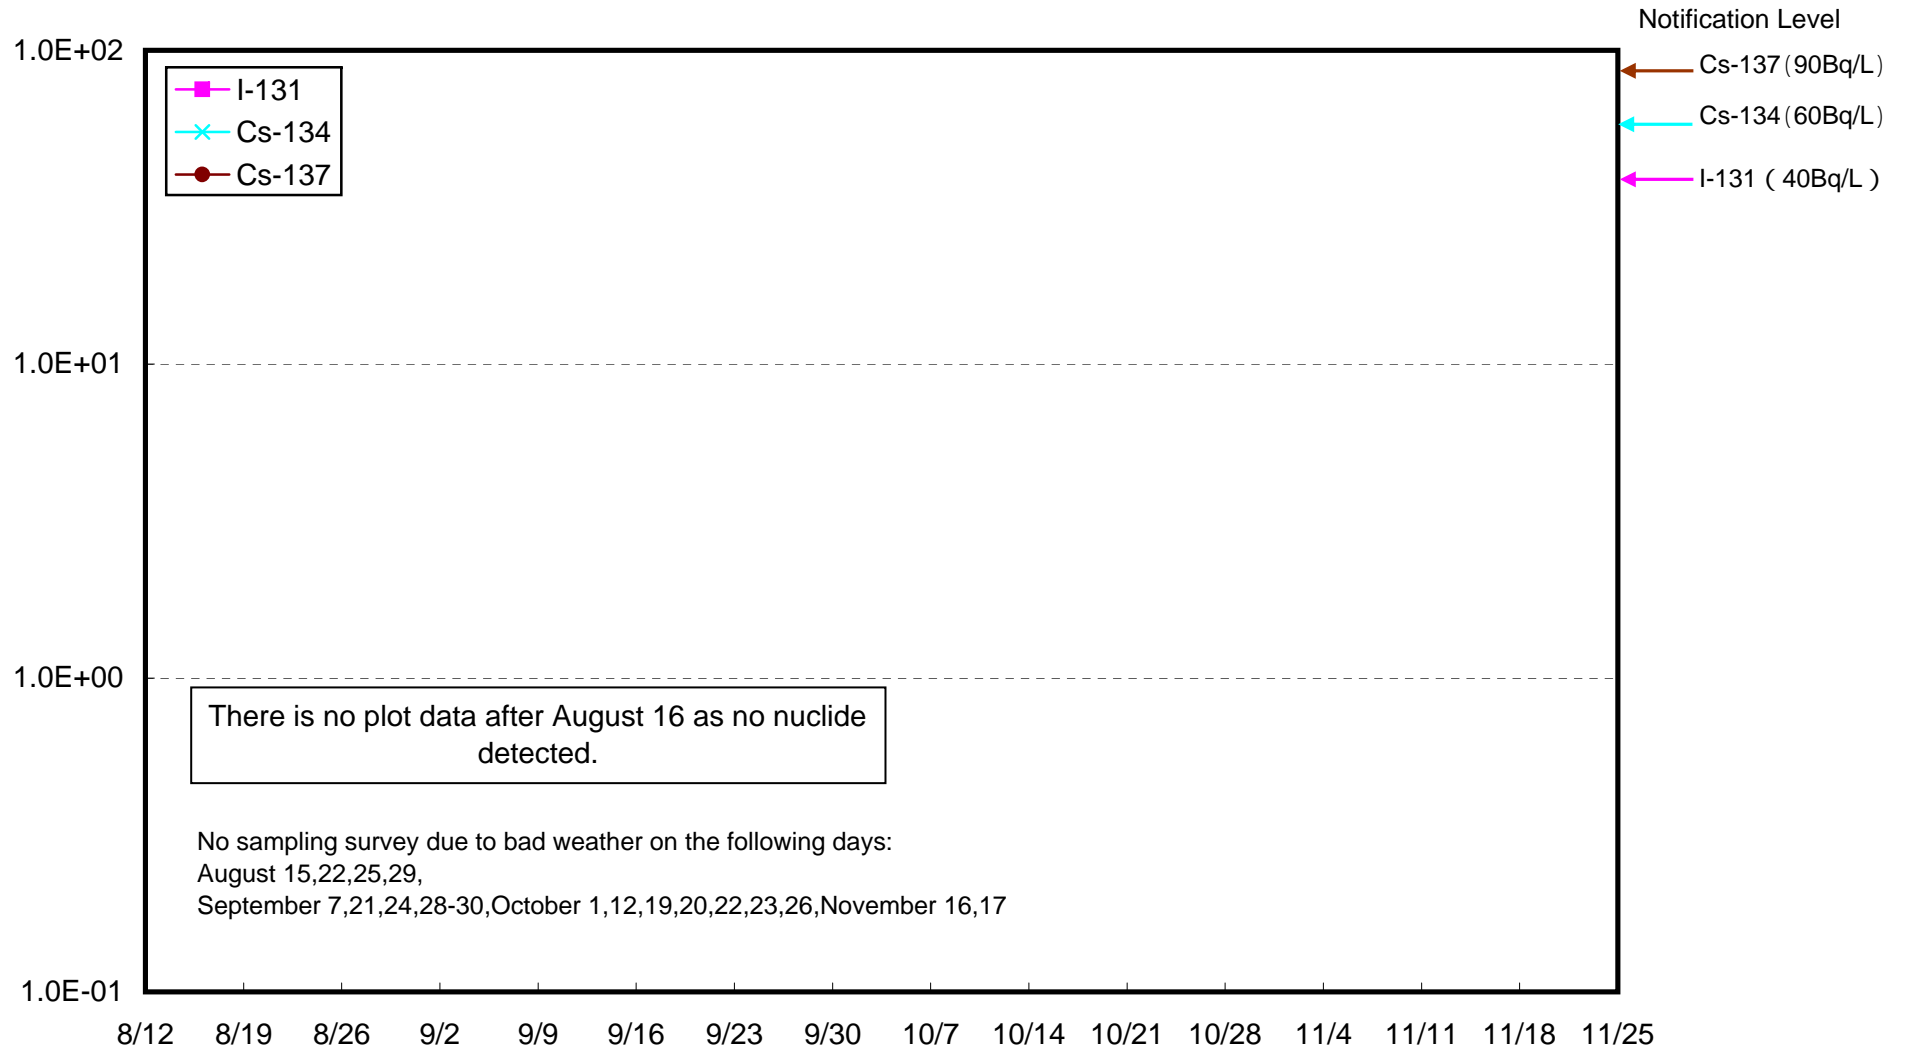 Notification Level
1.0E+02
Cs-137(90Bq/L)
I-131
Cs-134(60Bq/L)
Cs-134
Cs-137
I-131 ( 40Bq/L )
1.0E+01
1.0E+00
There is no plot data after August 16 as no nuclide
detected.
No sampling survey due to bad weather on the following days:
August 15,22,25,29,
September 7,21,24,28-30,October 1,12,19,20,22,23,26,November 16,17
1.0E-01
8/12 8/19 8/26 9/2 9/9 9/16 9/23 9/30 10/7 10/14 10/21 10/28 11/4 11/11 11/18 11/25